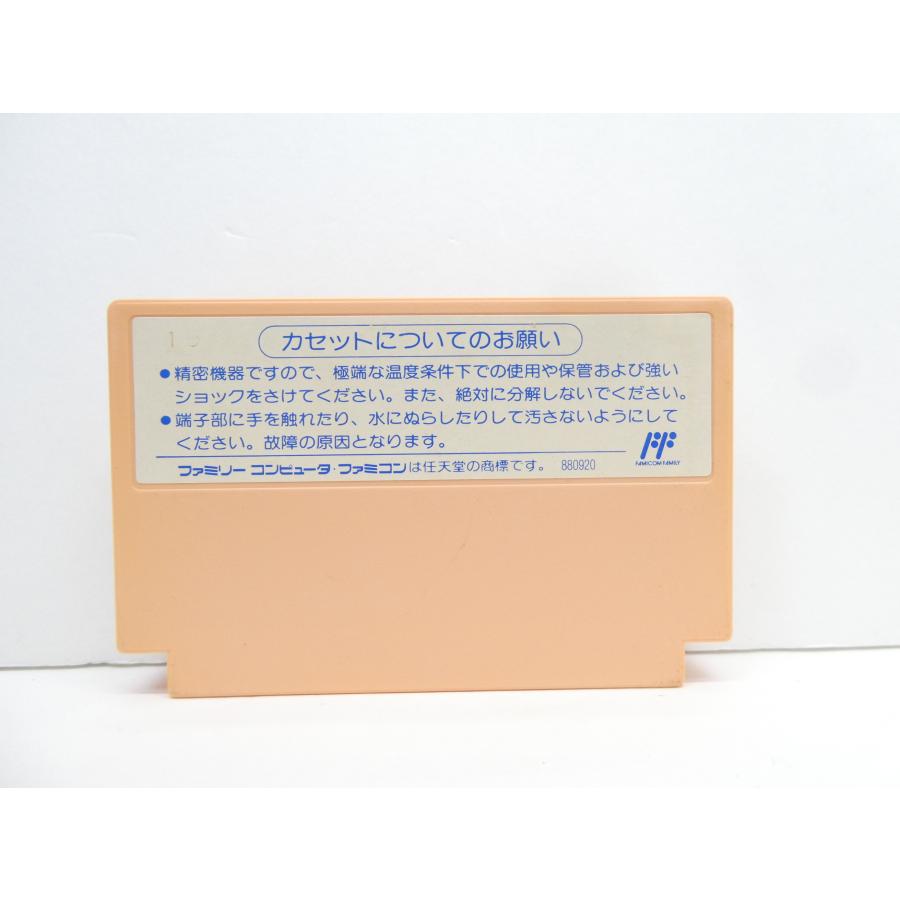 カセットについてのお願い
●精密機器ですので、極端な温度条件下での使用や保管および強い
ショックをさけてください。また、絶対に分解しないでください。
●端子部に手を触れたり、水にぬらしたりして汚さないようにして
ください。故障の原因となります。
FAMICOM FAMILY
ファミリー コンピュータ・ファミコンは任天堂の商標です。 880920